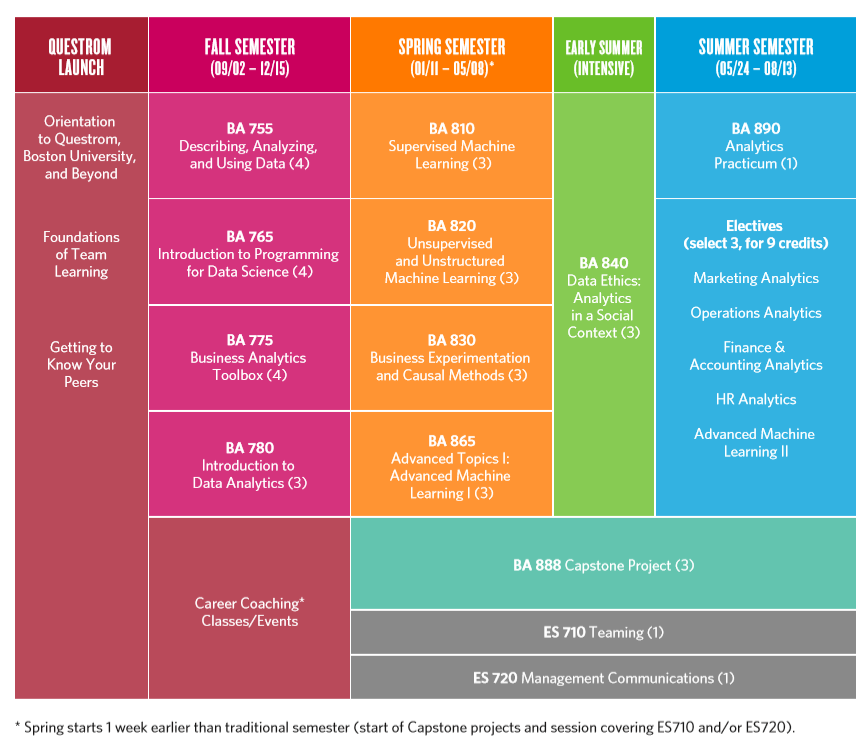 QUESTROM
LAUNCH
FALL SEMESTER
(09/02 – 12/15)
SPRING SEMESTER
(01/11 – 05/08)*
EARLY SUMMER
(INTENSIVE)
SUMMER SEMESTER
(05/24 – 08/13)
Orientation
to Questrom,
Boston University,
and Beyond
Foundations
of Team
Learning
Getting to
Know Your
Peers
BA 755
Describing, Analyzing,
and Using Data (4)
BA 765
Introduction to Programming
for Data Science (4)
BA 775
Business Analytics
Toolbox (4)
BA 780
Introduction to
Data Analytics (3)
Career Coaching*
Classes/Events
BA 810
Supervised Machine
Learning (3)
BA 820
Unsupervised
and Unstructured
Machine Learning (3)
BA 830
Business Experimentation
and Causal Methods (3)
BA 865
Advanced Topics I:
Advanced Machine
Learning I (3)
BA 840
Data Ethics:
Analytics
in a Social
Context (3)
BA 890
Analytics
Practicum (1)
Electives
(select 3, for 9 credits)
Marketing Analytics
Operations Analytics
Finance &
Accounting Analytics
HR Analytics
Advanced Machine
Learning II
BA 888 Capstone Project (3)
ES 710 Teaming (1)
ES 720 Management Communications (1)
* Spring starts 1 week earlier than traditional semester (start of Capstone projects and session covering ES710 and/or ES720).